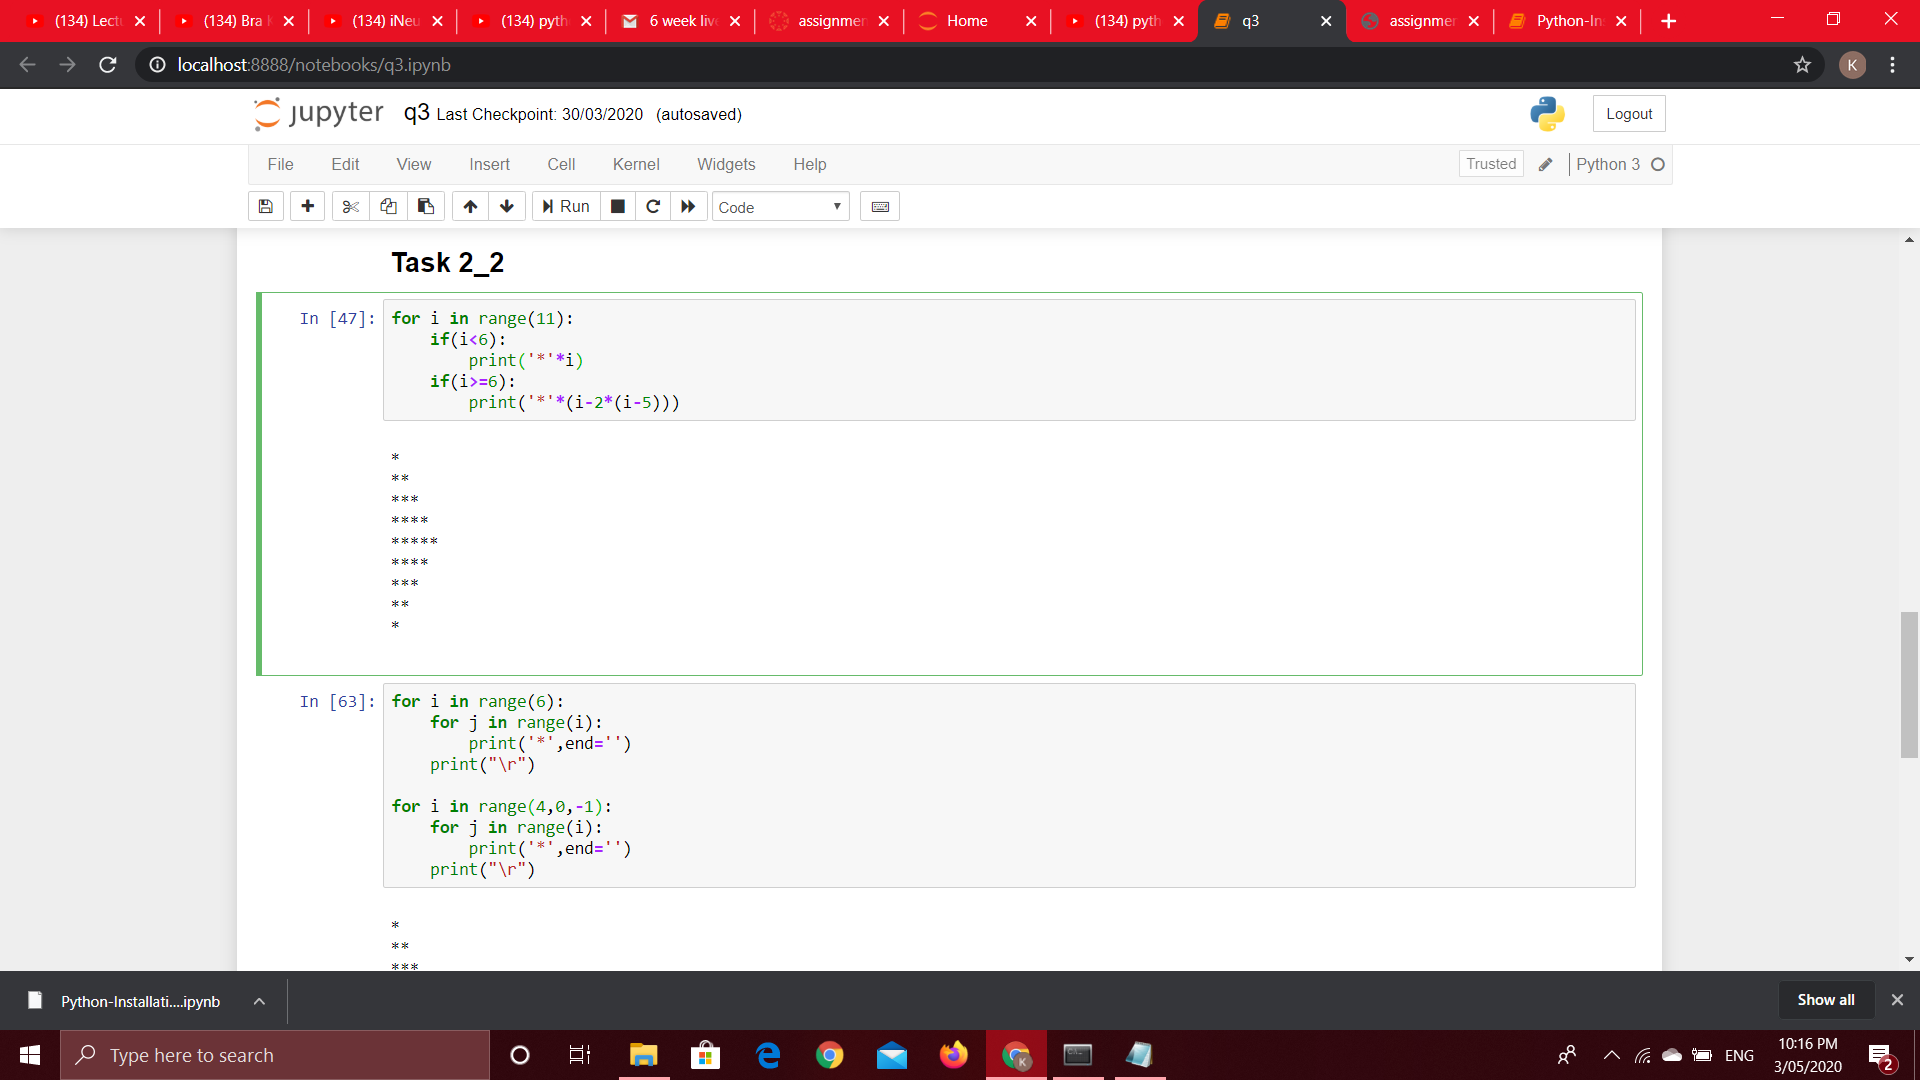 (134) Lectu
(134) Bra
(134) iNeu
(134) pyth
6 week liv
assignmen
Home
(134) pyth
q3
assignmen
Python-In
localhost:8888/notebooks/q3.ipynb
K
jupyter q3 Last Checkpoint: 30/03/2020 (autosaved)
Logout
File Edit View Insert Cell Kernel Widgets Help
Trusted
Python 3
Run
Code
Task 2_2
In [47]: for i in range(11):
    if(i<6):
        print('*'*i)
    if(i>=6):
        print('*'*(i-2*(i-5)))
*
**
***
****
*****
****
***
**
*
In [63]: for i in range(6):
    for j in range(i):
        print('*',end='')
    print("\r")
for i in range(4,0,-1):
    for j in range(i):
        print('*',end='')
    print("\r")
*
**
***
Python-Installati....ipynb
Show all
Type here to search
K
ENG
10:16 PM
3/05/2020
2